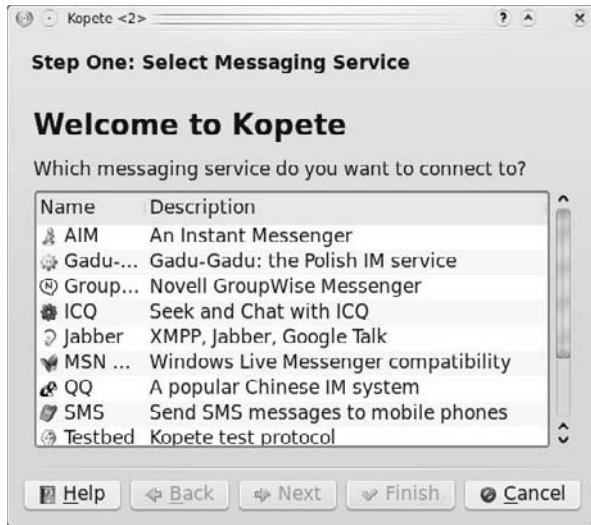 Kopete <2>
Step One: Select Messaging Service
Welcome to Kopete
Which messaging service do you want to connect to?
Name Description
AIM An Instant Messenger
Gadu-... Gadu-Gadu: the Polish IM service
Group... Novell GroupWise Messenger
ICQ Seek and Chat with ICQ
Jabber XMPP, Jabber, Google Talk
MSN ... Windows Live Messenger compatibility
QQ A popular Chinese IM system
SMS Send SMS messages to mobile phones
Testbed Kopete test protocol
Help Back Next Finish Cancel